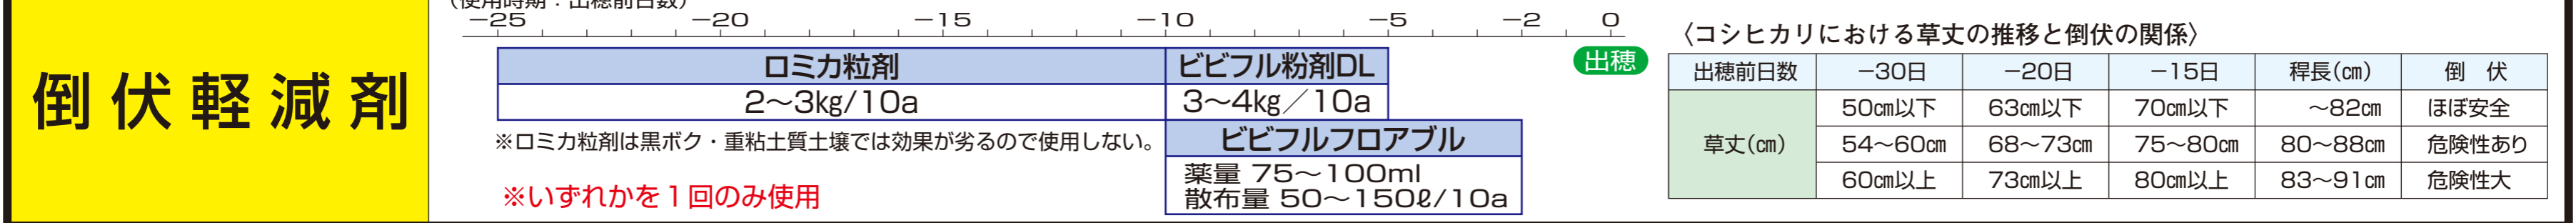 (使用時期：出穂前日数)
−25 −20 −15 −10 −5 −2 0
倒伏軽減剤
ロミカ粒剤
2〜3kg/10a
ビビフル粉剤DL
3〜4kg／10a
出穂
※ロミカ粒剤は黒ボク・重粘土質土壌では効果が劣るので使用しない。
ビビフルフロアブル
薬量 75〜100ml
散布量 50〜150ℓ/10a
※いずれかを１回のみ使用
〈コシヒカリにおける草丈の推移と倒伏の関係〉
出穂前日数 −30日 −20日 −15日 稈長(㎝) 倒　伏
草丈(㎝)
50㎝以下 63㎝以下 70㎝以下 〜82㎝ ほぼ安全
54〜60㎝ 68〜73㎝ 75〜80㎝ 80〜88㎝ 危険性あり
60㎝以上 73㎝以上 80㎝以上 83〜91㎝ 危険性大